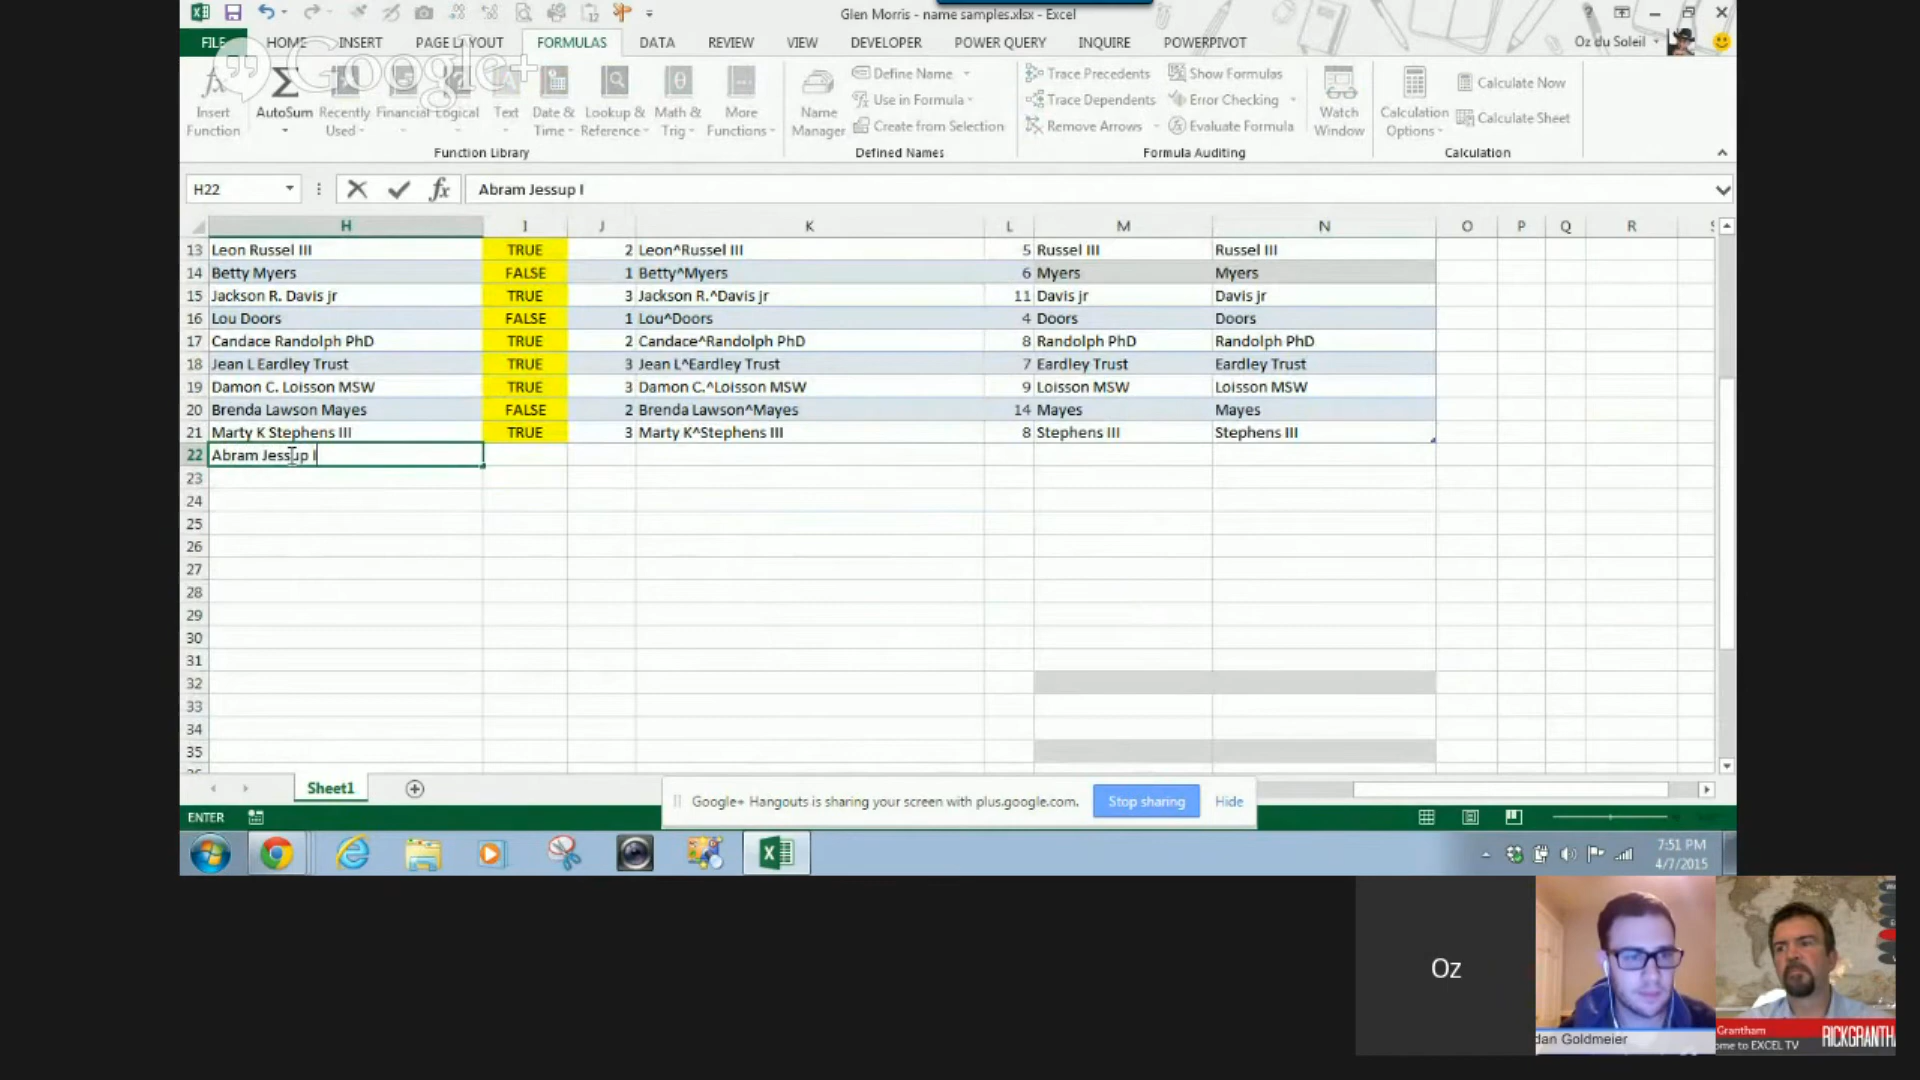 Glen Morris - name samples.xlsx - Excel
FILE HOME INSERT PAGE LAYOUT FORMULAS DATA REVIEW VIEW DEVELOPER POWER QUERY INQUIRE POWERPIVOT Oz du Soleil
Google+
Insert Function
AutoSum
Recently Used
Financial
Logical
Text
Date & Time
Lookup & Reference
Math & Trig
More Functions
Function Library
Name Manager
Define Name
Use in Formula
Create from Selection
Defined Names
Trace Precedents
Trace Dependents
Remove Arrows
Show Formulas
Error Checking
Evaluate Formula
Formula Auditing
Watch Window
Calculation Options
Calculate Now
Calculate Sheet
Calculation
H22 fx Abram Jessup I
H I J K L M N O P Q R
13 Leon Russel III TRUE 2 Leon^Russel III 5 Russel III Russel III
14 Betty Myers FALSE 1 Betty^Myers 6 Myers Myers
15 Jackson R. Davis jr TRUE 3 Jackson R.^Davis jr 11 Davis jr Davis jr
16 Lou Doors FALSE 1 Lou^Doors 4 Doors Doors
17 Candace Randolph PhD TRUE 2 Candace^Randolph PhD 8 Randolph PhD Randolph PhD
18 Jean L Eardley Trust TRUE 3 Jean L^Eardley Trust 7 Eardley Trust Eardley Trust
19 Damon C. Loisson MSW TRUE 3 Damon C.^Loisson MSW 9 Loisson MSW Loisson MSW
20 Brenda Lawson Mayes FALSE 2 Brenda Lawson^Mayes 14 Mayes Mayes
21 Marty K Stephens III TRUE 3 Marty K^Stephens III 8 Stephens III Stephens III
22 Abram Jessup I
23
24
25
26
27
28
29
30
31
32
33
34
35
Sheet1
Google+ Hangouts is sharing your screen with plus.google.com. Stop sharing Hide
ENTER
7:51 PM
4/7/2015
Oz
dan Goldmeier
Grantham
ome to EXCEL TV
RICKGRANTH